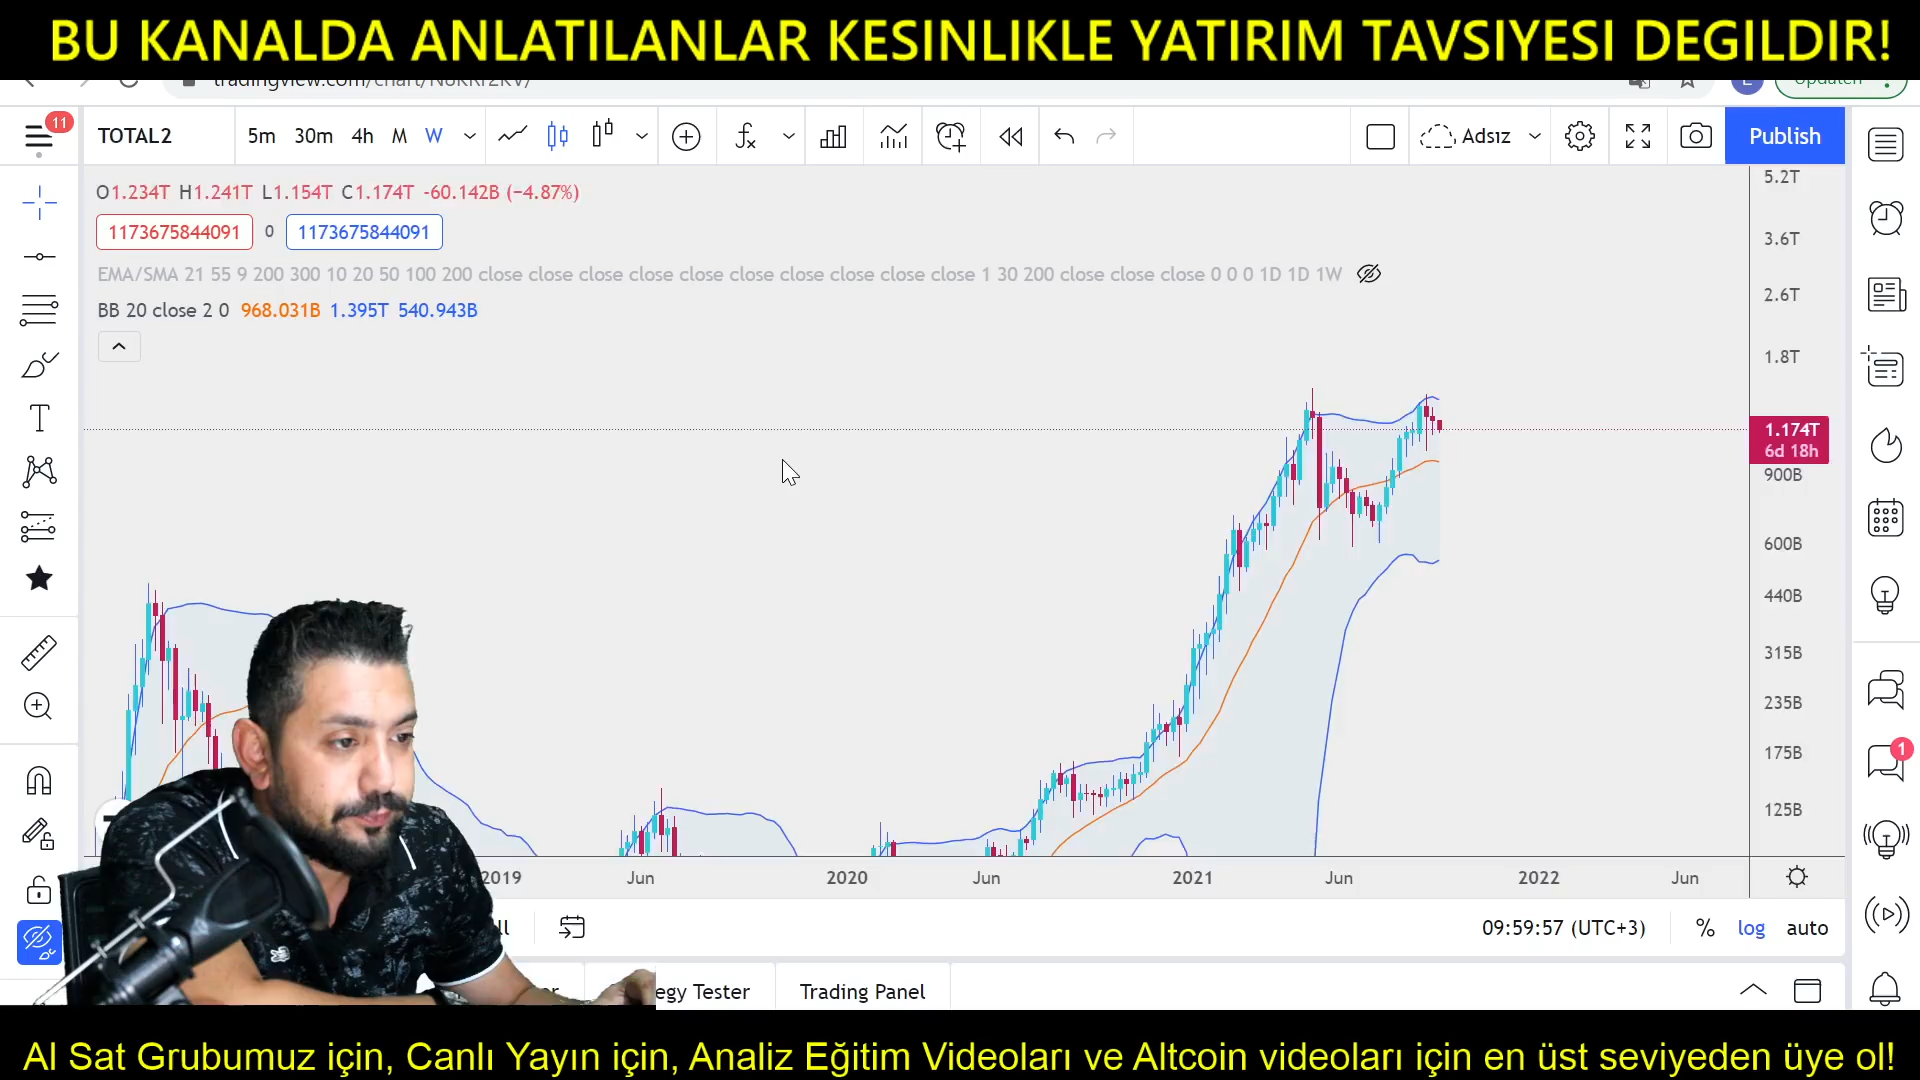 BU KANALDA ANLATILANLAR KESINLIKLE YATIRIM TAVSIYESI DEGILDIR!
11
TOTAL2
5m 30m 4h M W
Adsız
Publish
O1.234T H1.241T L1.154T C1.174T -60.142B (−4.87%)
1173675844091 0 1173675844091
EMA/SMA 21 55 9 200 300 10 20 50 100 200 close close close close close close close close close close 1 30 200 close close close 0 0 0 1D 1D 1W
BB 20 close 2 0 968.031B 1.395T 540.943B
5.2T
3.6T
2.6T
1.8T
1.174T
6d 18h
900B
600B
440B
315B
235B
175B
125B
1
2019 Jun 2020 Jun 2021 Jun 2022 Jun
09:59:57 (UTC+3) % log auto
Tester Trading Panel
Al Sat Grubumuz için, Canlı Yayın için, Analiz Eğitim Videoları ve Altcoin videoları için en üst seviyeden üye ol!